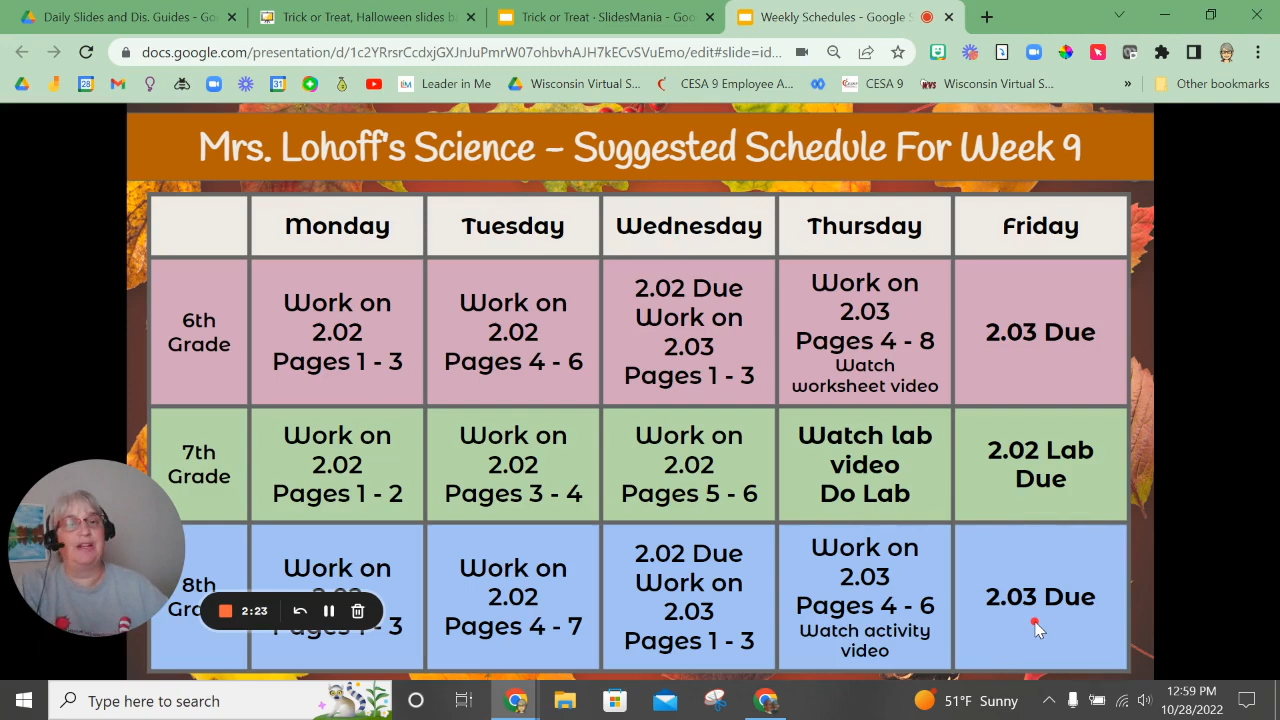 Daily Slides and Dis. Guides - Go
Trick or Treat, Halloween slides b
Trick or Treat · SlidesMania - Goo
Weekly Schedules - Google S
docs.google.com/presentation/d/1c2YRrsrCcdxjGXJnJuPmrW07ohbvhAJH7kECvSVuEmo/edit#slide=id...
Leader in Me
Wisconsin Virtual S...
CESA 9 Employee A...
CESA 9
Wisconsin Virtual S...
»
Other bookmarks
Mrs. Lohoff's Science - Suggested Schedule For Week 9
Monday
Tuesday
Wednesday
Thursday
Friday
6th
Grade
Work on
2.02
Pages 1 - 3
Work on
2.02
Pages 4 - 6
2.02 Due
Work on
2.03
Pages 1 - 3
Work on
2.03
Pages 4 - 8
Watch
worksheet video
2.03 Due
7th
Grade
Work on
2.02
Pages 1 - 2
Work on
2.02
Pages 3 - 4
Work on
2.02
Pages 5 - 6
Watch lab
video
Do Lab
2.02 Lab
Due
8th
Work on
3
Work on
2.02
Pages 4 - 7
2.02 Due
Work on
2.03
Pages 1 - 3
Work on
2.03
Pages 4 - 6
Watch activity
video
2.03 Due
2:23
Type here to search
51°F Sunny
12:59 PM
10/28/2022